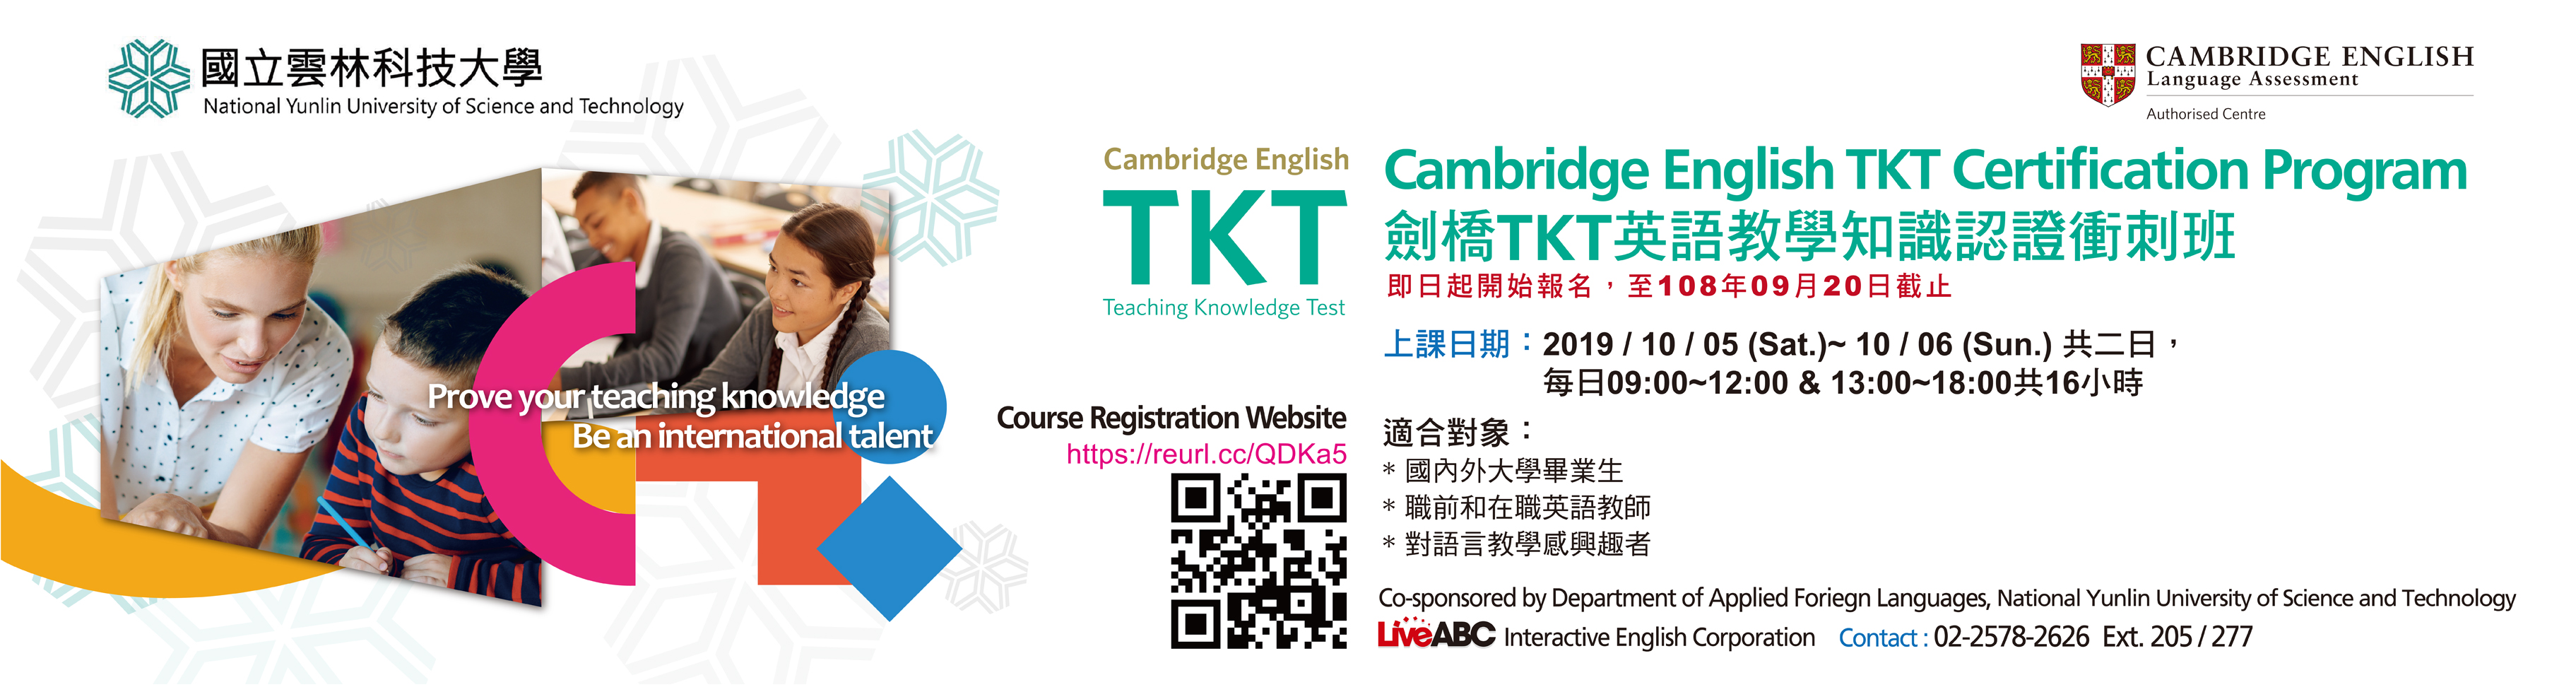 國立雲林科技大學
National Yunlin University of Science and Technology
CAMBRIDGE ENGLISH
Language Assessment
Authorised Centre
Prove your teaching knowledge
Be an international talent
Cambridge English
TKT
Teaching Knowledge Test
Course Registration Website
https://reurl.cc/QDKa5
Cambridge English TKT Certification Program
劍橋TKT英語教學知識認證衝刺班
即日起開始報名，至108年09月20日截止
上課日期：2019 / 10 / 05 (Sat.)~ 10 / 06 (Sun.) 共二日，
每日09:00~12:00 & 13:00~18:00共16小時
適合對象：
* 國內外大學畢業生
* 職前和在職英語教師
* 對語言教學感興趣者
Co-sponsored by Department of Applied Foriegn Languages, National Yunlin University of Science and Technology
LiveABC Interactive English Corporation Contact : 02-2578-2626 Ext. 205 / 277